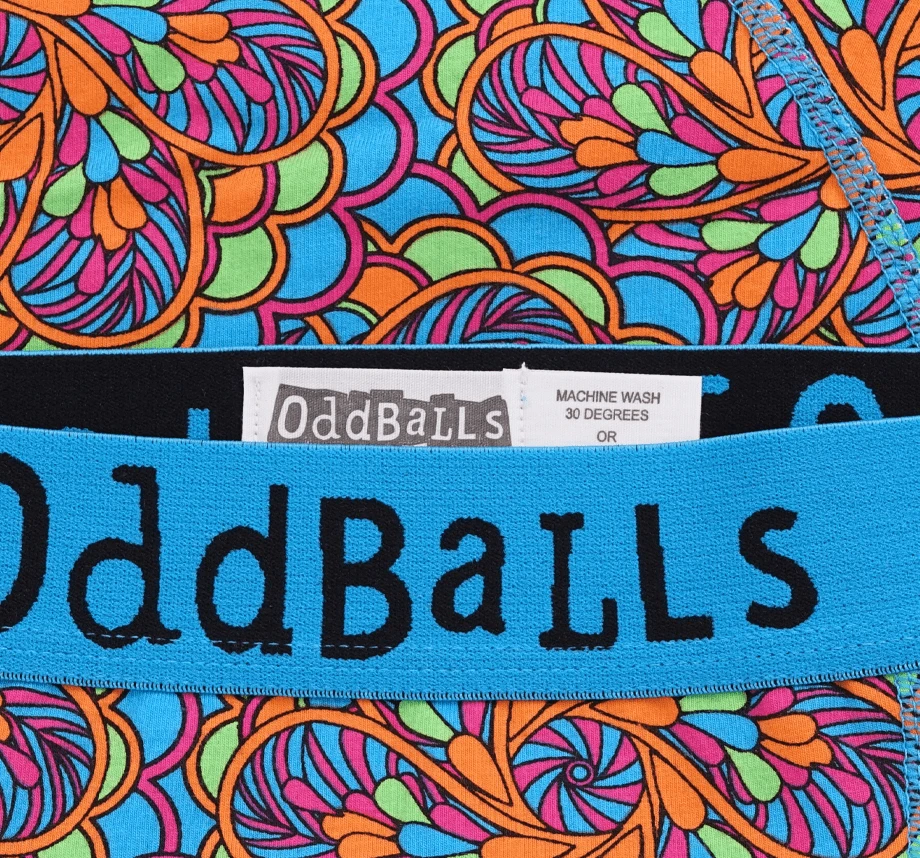 OddBaLLs
MACHINE WASH
30 DEGREES
OR
OddBaLLs